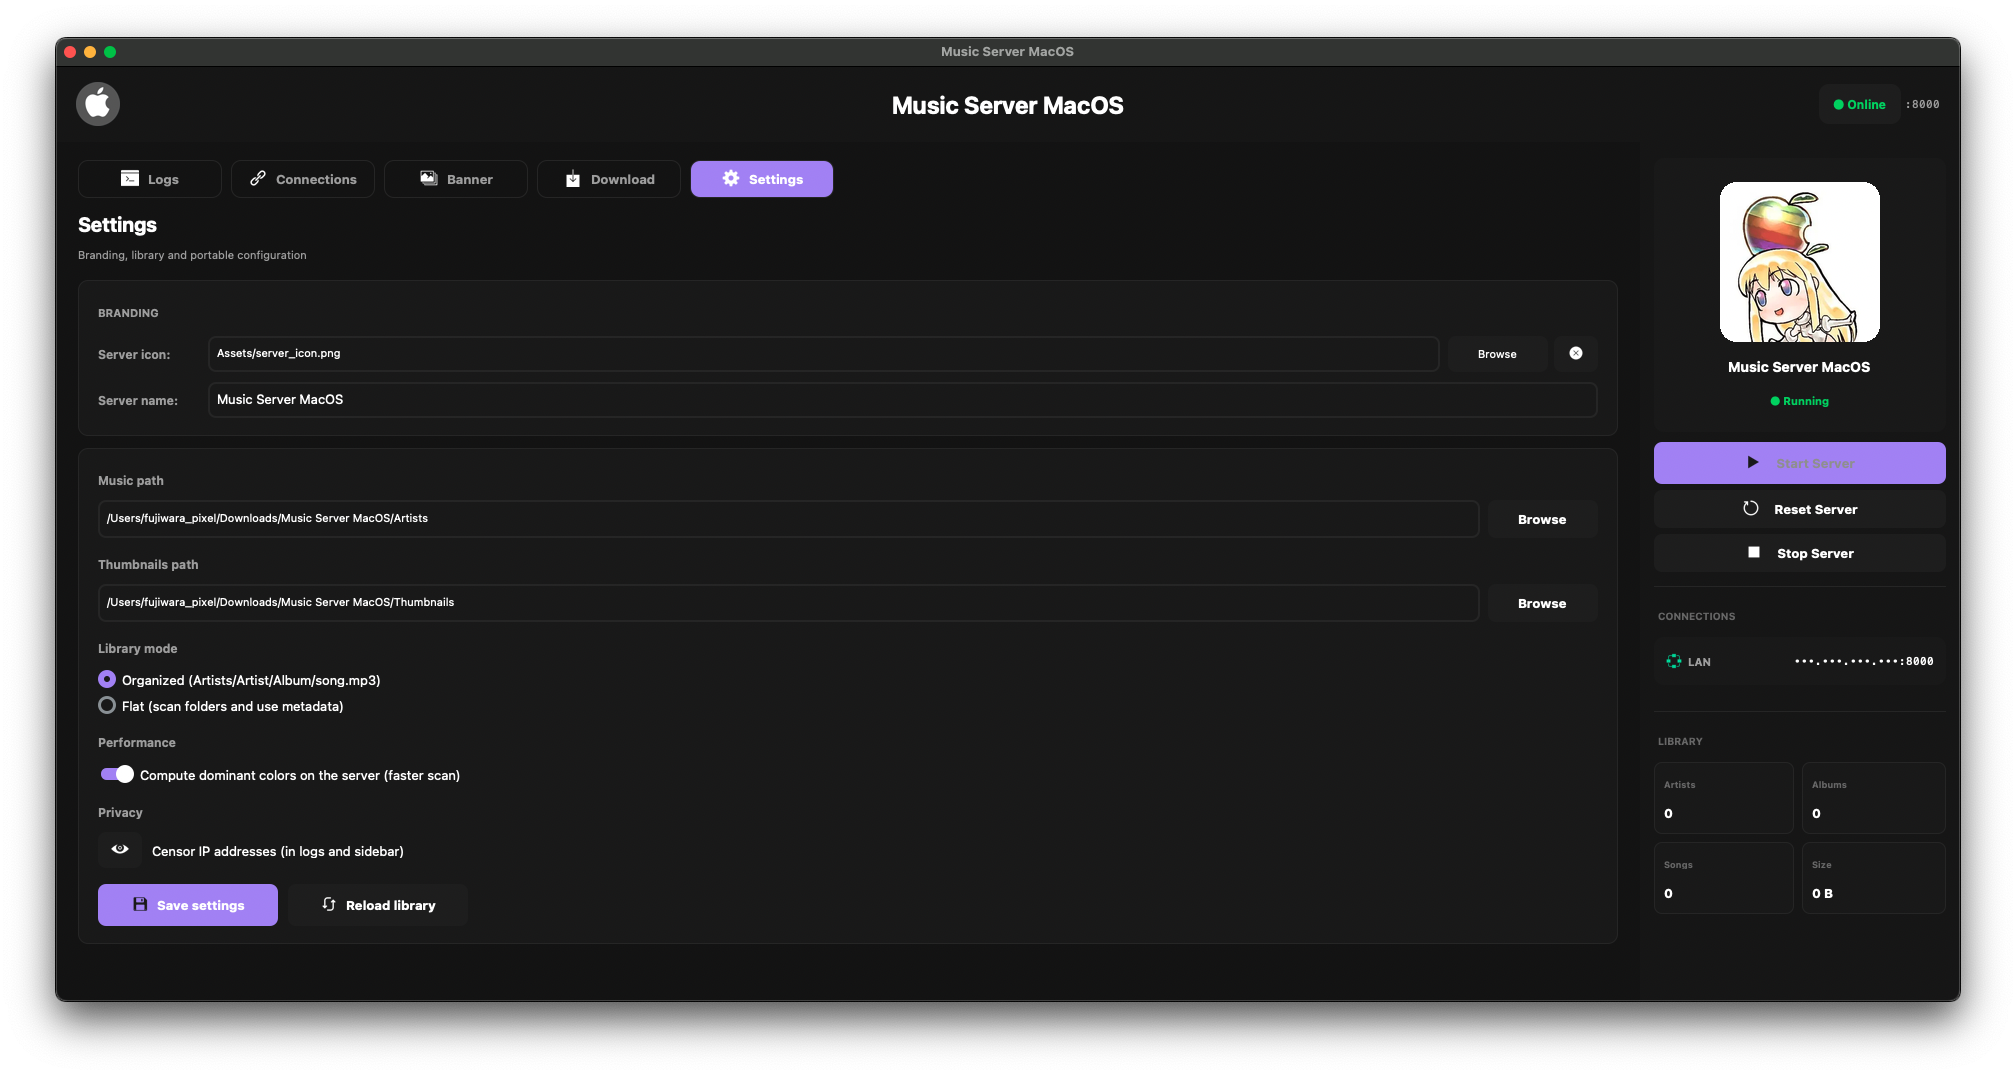 Music Server MacOS
Music Server MacOS
Online :8000
Logs
Connections
Banner
Download
Settings
Settings
Branding, library and portable configuration
BRANDING
Server icon:
Assets/server_icon.png
Browse
Server name:
Music Server MacOS
Music path
/Users/fujiwara_pixel/Downloads/Music Server MacOS/Artists
Browse
Thumbnails path
/Users/fujiwara_pixel/Downloads/Music Server MacOS/Thumbnails
Browse
Library mode
Organized (Artists/Artist/Album/song.mp3)
Flat (scan folders and use metadata)
Performance
Compute dominant colors on the server (faster scan)
Privacy
Censor IP addresses (in logs and sidebar)
Save settings
Reload library
Music Server MacOS
Running
Start Server
Reset Server
Stop Server
CONNECTIONS
LAN
•••.•••.•••.•••:8000
LIBRARY
Artists
0
Albums
0
Songs
0
Size
0 B